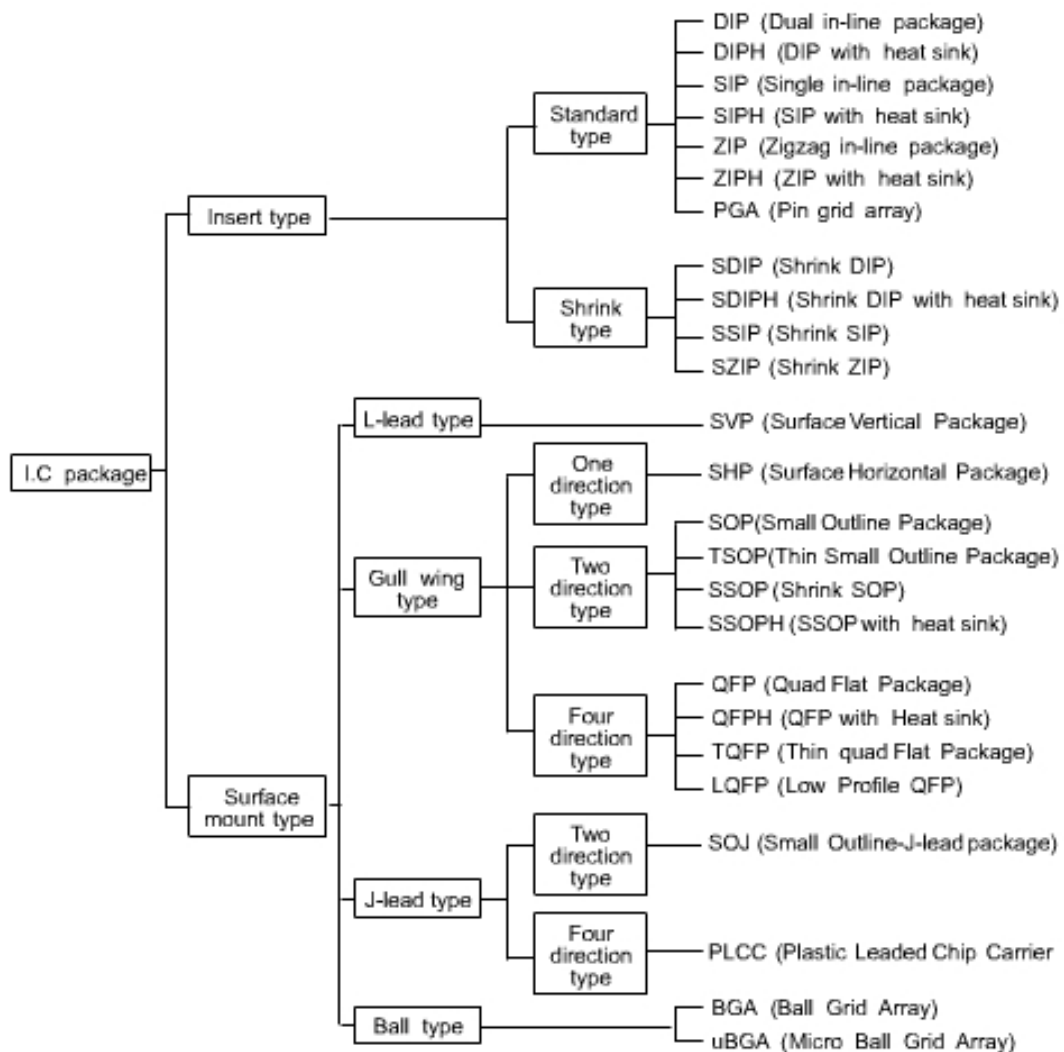 DIP (Dual in-line package)
DIPH (DIP with heat sink)
SIP (Single in-line package)
Standard
type
SIPH (SIP with heat sink)
ZIP (Zigzag in-line package)
ZIPH (ZIP with heat sink)
PGA (Pin grid array)
Insert type
SDIP (Shrink DIP)
SDIPH (Shrink DIP with heat sink)
Shrink
type
SSIP (Shrink SIP)
SZIP (Shrink ZIP)
L-lead type
SVP (Surface Vertical Package)
I.C package
One
direction
type
SHP (Surface Horizontal Package)
SOP(Small Outline Package)
TSOP(Thin Small Outline Package)
Gull wing
type
Two
direction
type
SSOP (Shrink SOP)
SSOPH (SSOP with heat sink)
QFP (Quad Flat Package)
QFPH (QFP with Heat sink)
Four
direction
type
TQFP (Thin quad Flat Package)
LQFP (Low Profile QFP)
Surface
mount type
Two
direction
type
SOJ (Small Outline-J-lead package)
J-lead type
Four
direction
type
PLCC (Plastic Leaded Chip Carrier
BGA (Ball Grid Array)
Ball type
uBGA (Micro Ball Grid Array)